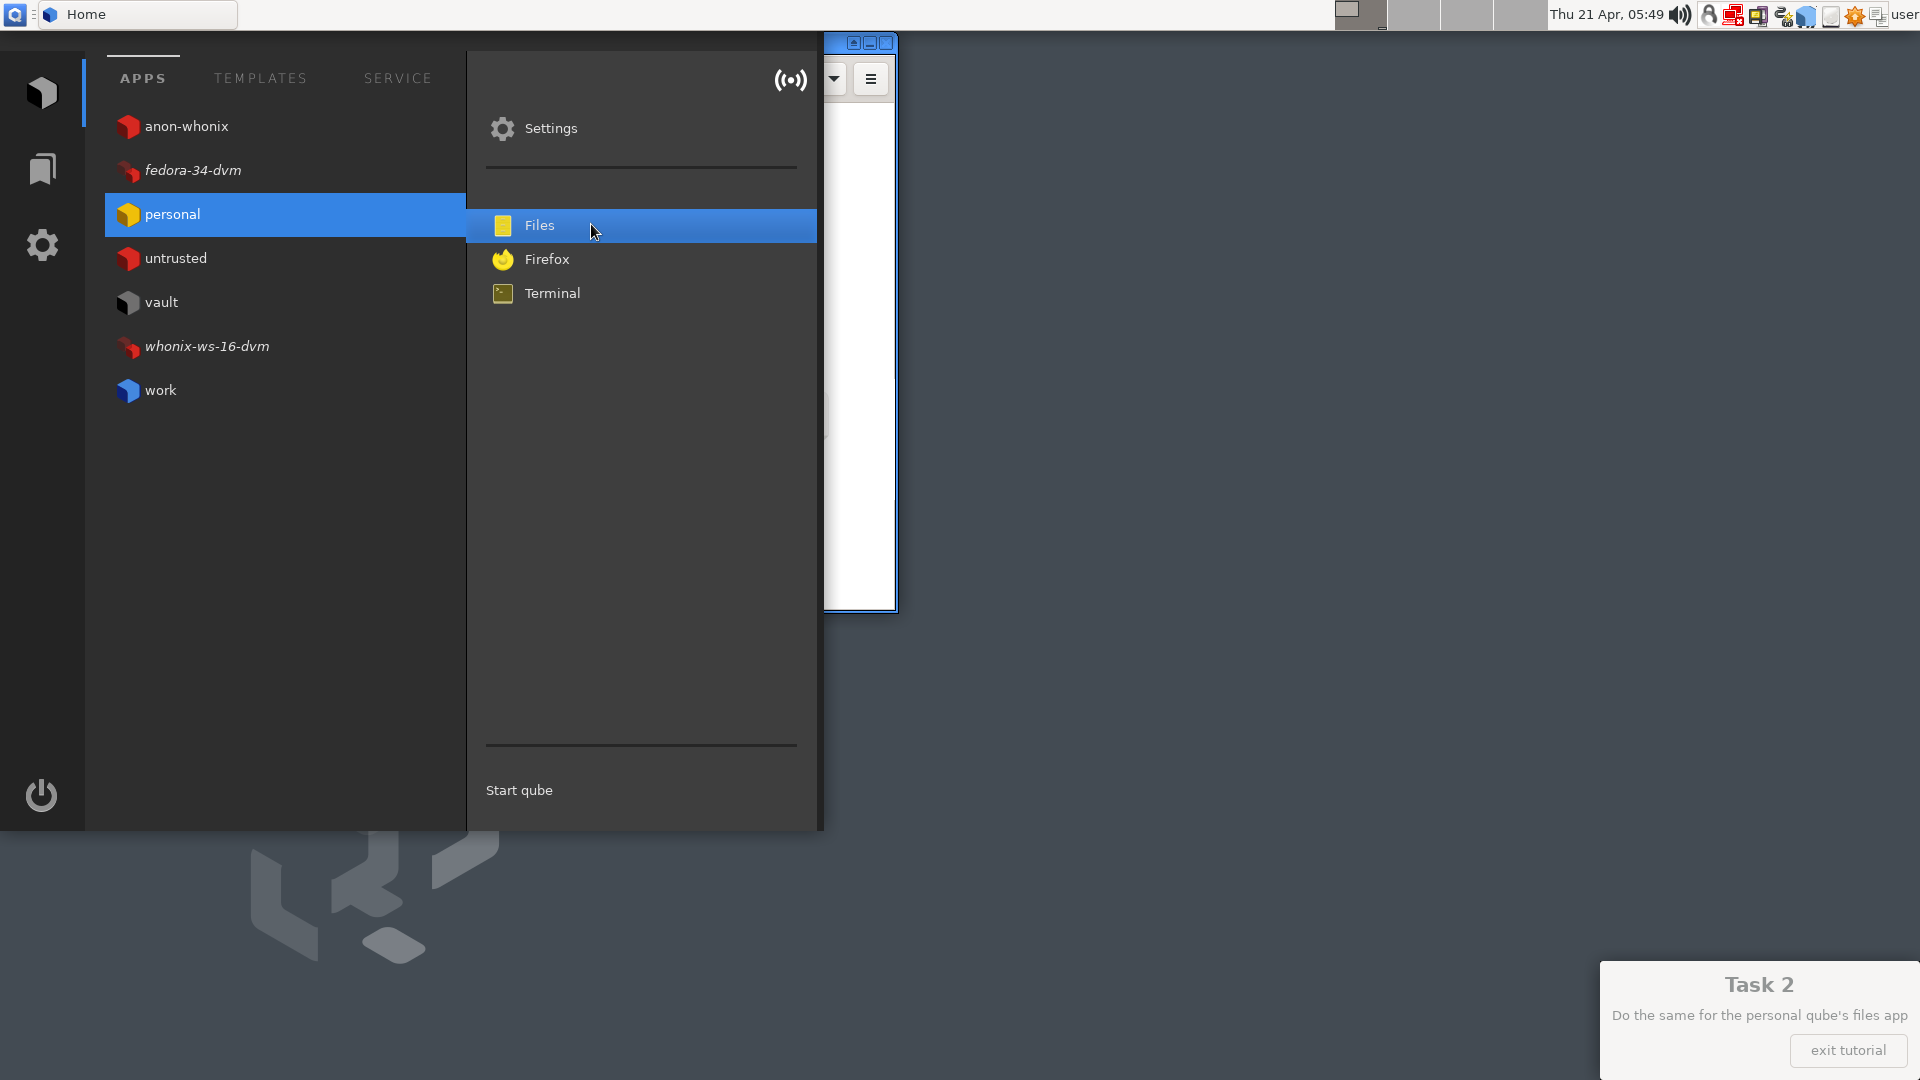 Home
Thu 21 Apr, 05:49
user
APPS
TEMPLATES
SERVICE
anon-whonix
fedora-34-dvm
personal
untrusted
vault
whonix-ws-16-dvm
work
Settings
Files
Firefox
Terminal
Start qube
Task 2
Do the same for the personal qube's files app
exit tutorial